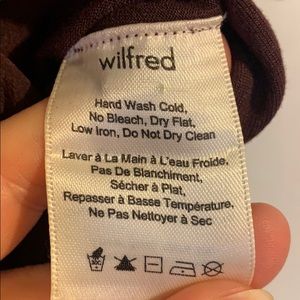 wilfred
Hand Wash Cold,
No Bleach, Dry Flat,
Low Iron, Do Not Dry Clean
Laver à La Main à L'eau Froide,
Pas De Blanchiment,
Sécher à Plat,
Repasser à Basse Température,
Ne Pas Nettoyer à Sec